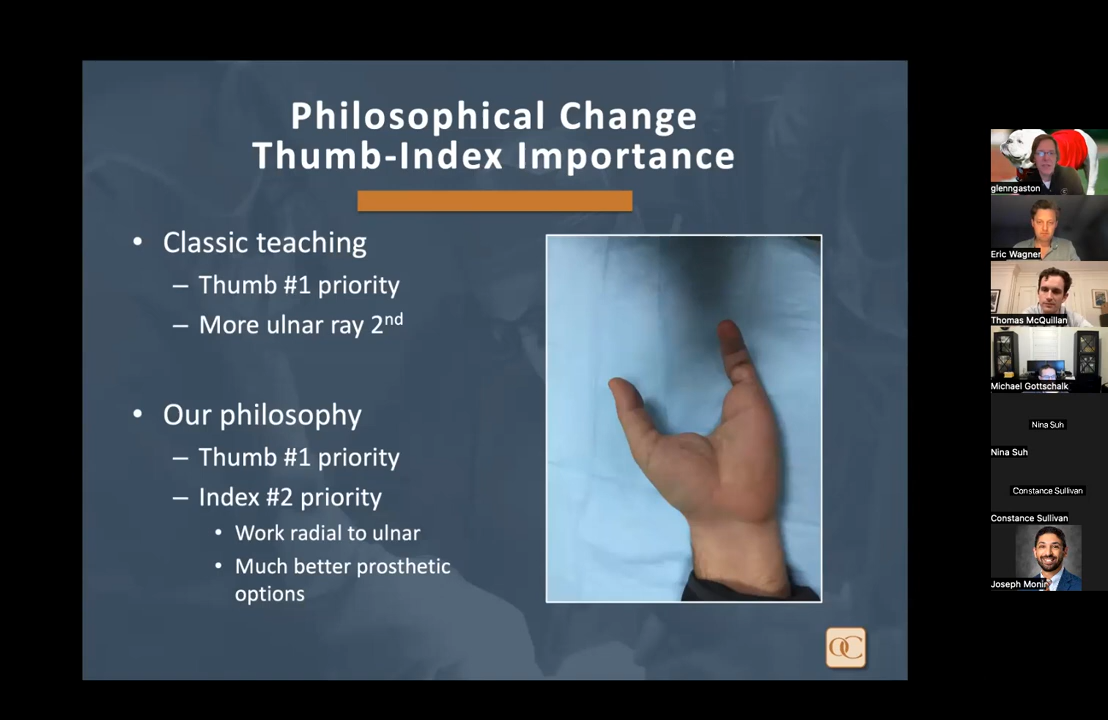 Philosophical Change
Thumb-Index Importance
• Classic teaching
– Thumb #1 priority
– More ulnar ray 2nd
• Our philosophy
– Thumb #1 priority
– Index #2 priority
• Work radial to ulnar
• Much better prosthetic
options
OC
glenngaston
Eric Wagner
Thomas McQuillan
Michael Gottschalk
Nina Suh
Nina Suh
Constance Sullivan
Constance Sullivan
Joseph Monir